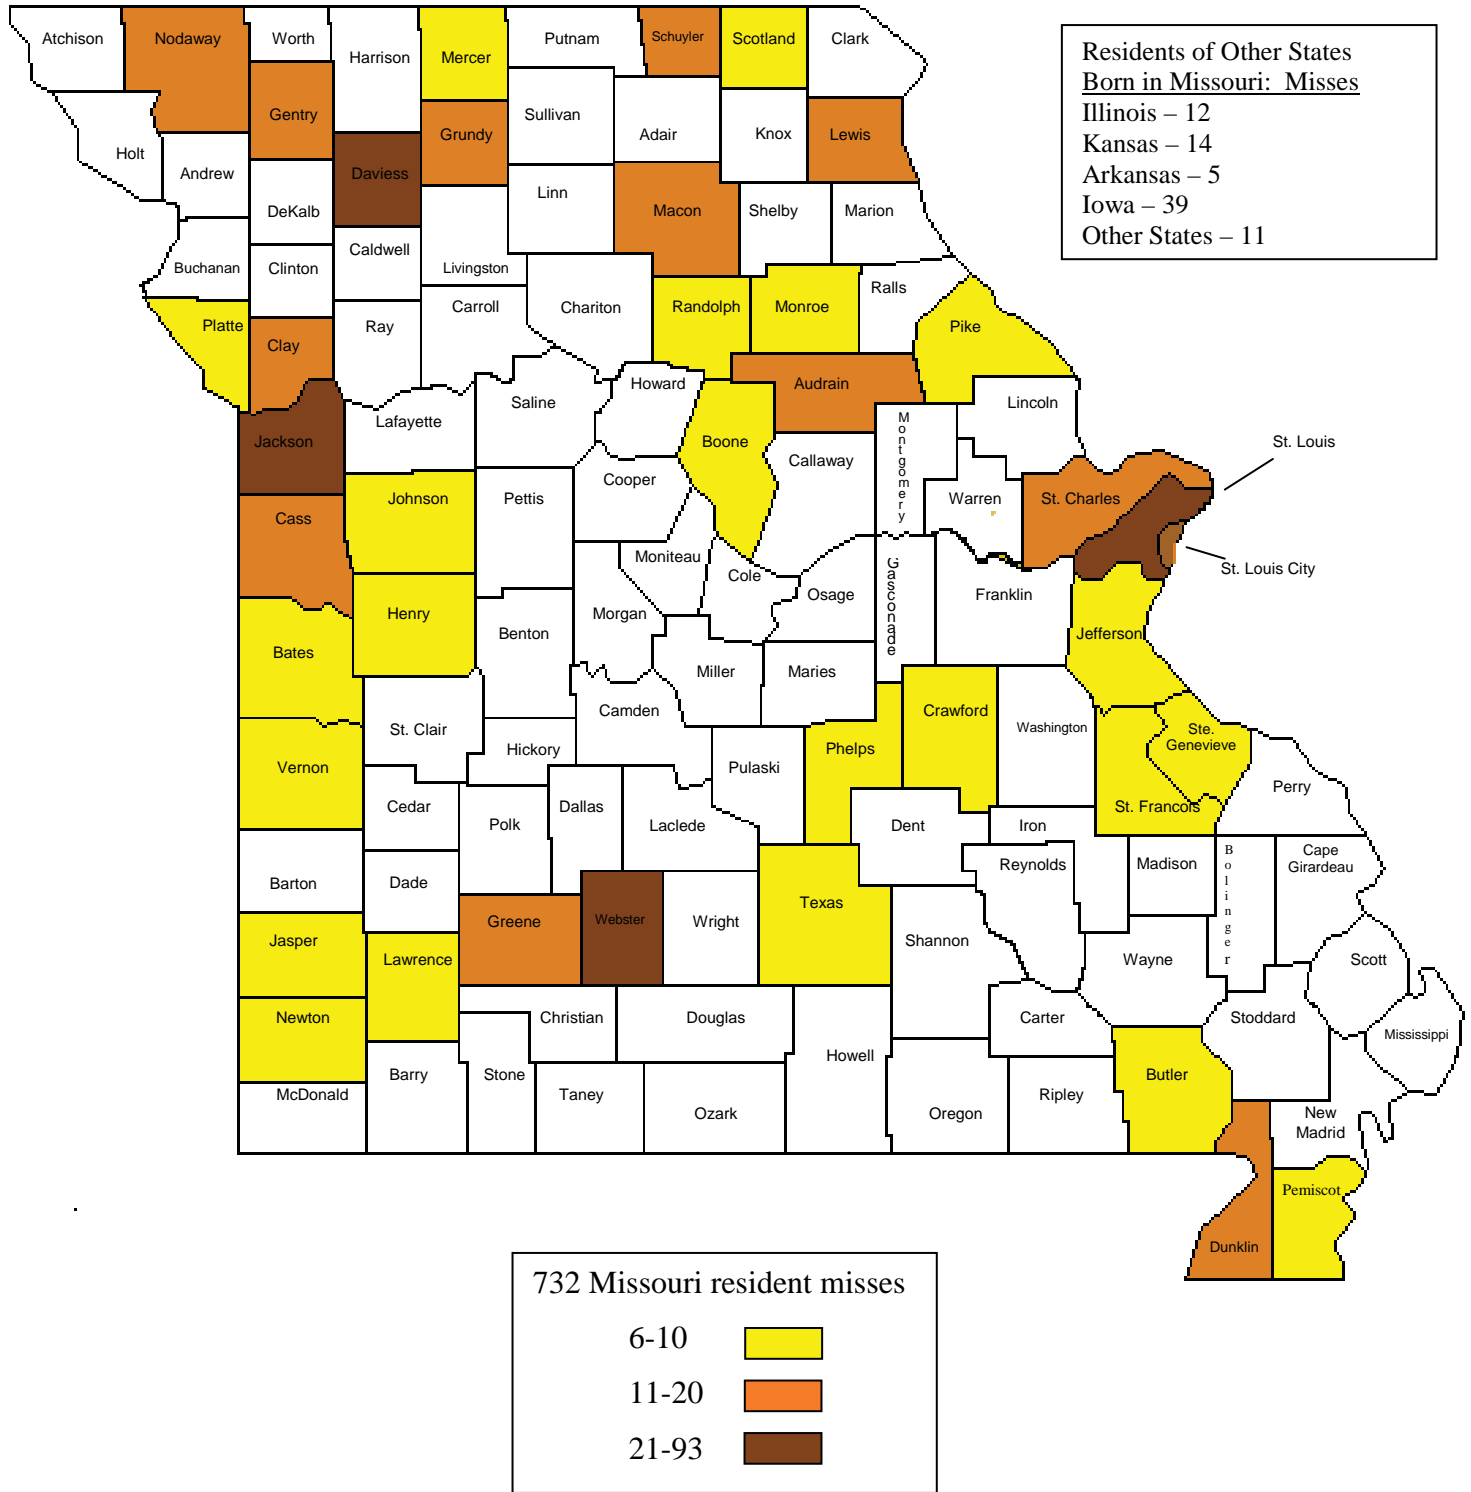 Atchison
Nodaway
Worth
Harrison
Mercer
Putnam
Schuyler
Scotland
Clark
Residents of Other States
Born in Missouri:  Misses
Illinois – 12
Kansas – 14
Arkansas – 5
Iowa – 39
Other States – 11
Gentry
Grundy
Sullivan
Adair
Knox
Lewis
Holt
Andrew
Daviess
DeKalb
Linn
Macon
Shelby
Marion
Buchanan
Clinton
Caldwell
Livingston
Platte
Clay
Ray
Carroll
Chariton
Randolph
Monroe
Ralls
Pike
Jackson
Lafayette
Saline
Howard
Audrain
Lincoln
Boone
Callaway
Montgomery
Warren
St. Charles
St. Louis
St. Louis City
Cass
Johnson
Pettis
Cooper
Moniteau
Cole
Osage
Gasconade
Franklin
Jefferson
Bates
Henry
Benton
Morgan
Miller
Maries
Camden
St. Clair
Hickory
Vernon
Pulaski
Phelps
Crawford
Washington
Ste.
Genevieve
St. Francois
Perry
Cedar
Polk
Dallas
Laclede
Dent
Iron
Reynolds
Madison
Bolinger
Cape
Girardeau
Barton
Dade
Greene
Webster
Wright
Texas
Shannon
Wayne
Scott
Jasper
Lawrence
Newton
Christian
Douglas
Howell
Carter
Stoddard
Mississippi
McDonald
Barry
Stone
Taney
Ozark
Oregon
Ripley
Butler
New
Madrid
Pemiscot
Dunklin
732 Missouri resident misses
6-10
11-20
21-93